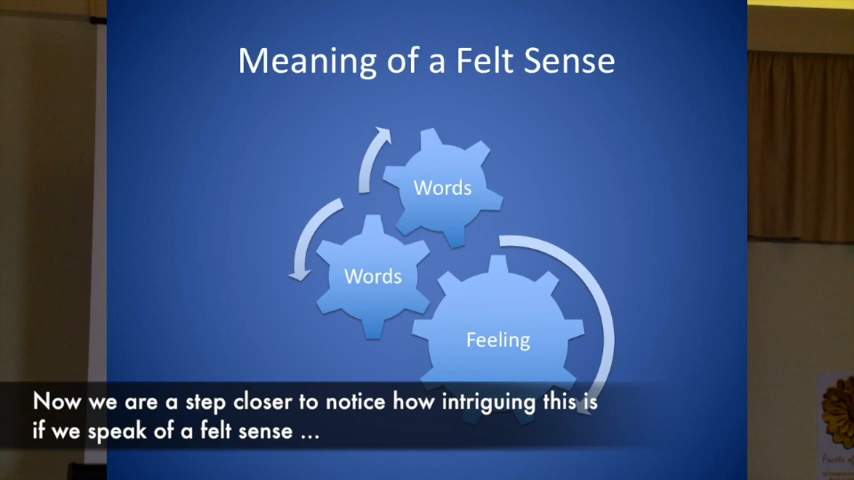 Meaning of a Felt Sense
Words
Words
Feeling
Now we are a step closer to notice how intriguing this is
if we speak of a felt sense ...